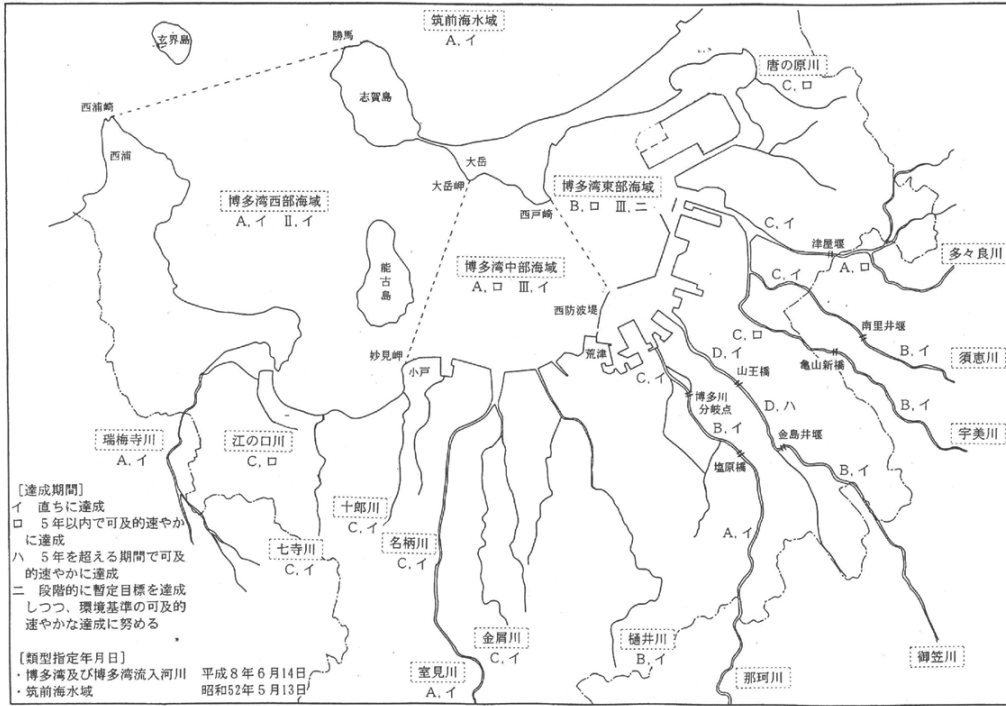 筑前海水域
A, イ
玄界島
勝馬
志賀島
唐の原川
C, ロ
西浦崎
西浦
大岳
大岳岬
博多湾東部海域
B, ロ Ⅲ, ニ
西戸崎
博多湾西部海域
A, イ Ⅱ, イ
C, イ
津屋堰
A, ロ
多々良川
能古島
博多湾中部海域
A, ロ Ⅲ, イ
C, イ
西防波堤
南里井堰
B, イ
須恵川
C, ロ
亀山新橋
妙見岬
小戸
荒津
D, イ
山王橋
C, イ
博多川
分岐点
B, イ
D, ハ
B, イ
宇美川
金島井堰
瑞梅寺川
A, イ
江の口川
C, ロ
塩原橋
B, イ
[達成期間]
イ 直ちに達成
ロ 5年以内で可及的速やか
に達成
ハ 5年を超える期間で可及
的速やかに達成
ニ 段階的に暫定目標を達成
しつつ、環境基準の可及的
速やかな達成に努める
十郎川
C, イ
七寺川
C, イ
名柄川
C, イ
A, イ
金屑川
C, イ
樋井川
B, イ
御笠川
室見川
A, イ
那珂川
[類型指定年月日]
・博多湾及び博多湾流入河川 平成8年6月14日
・筑前海水域 昭和52年5月13日